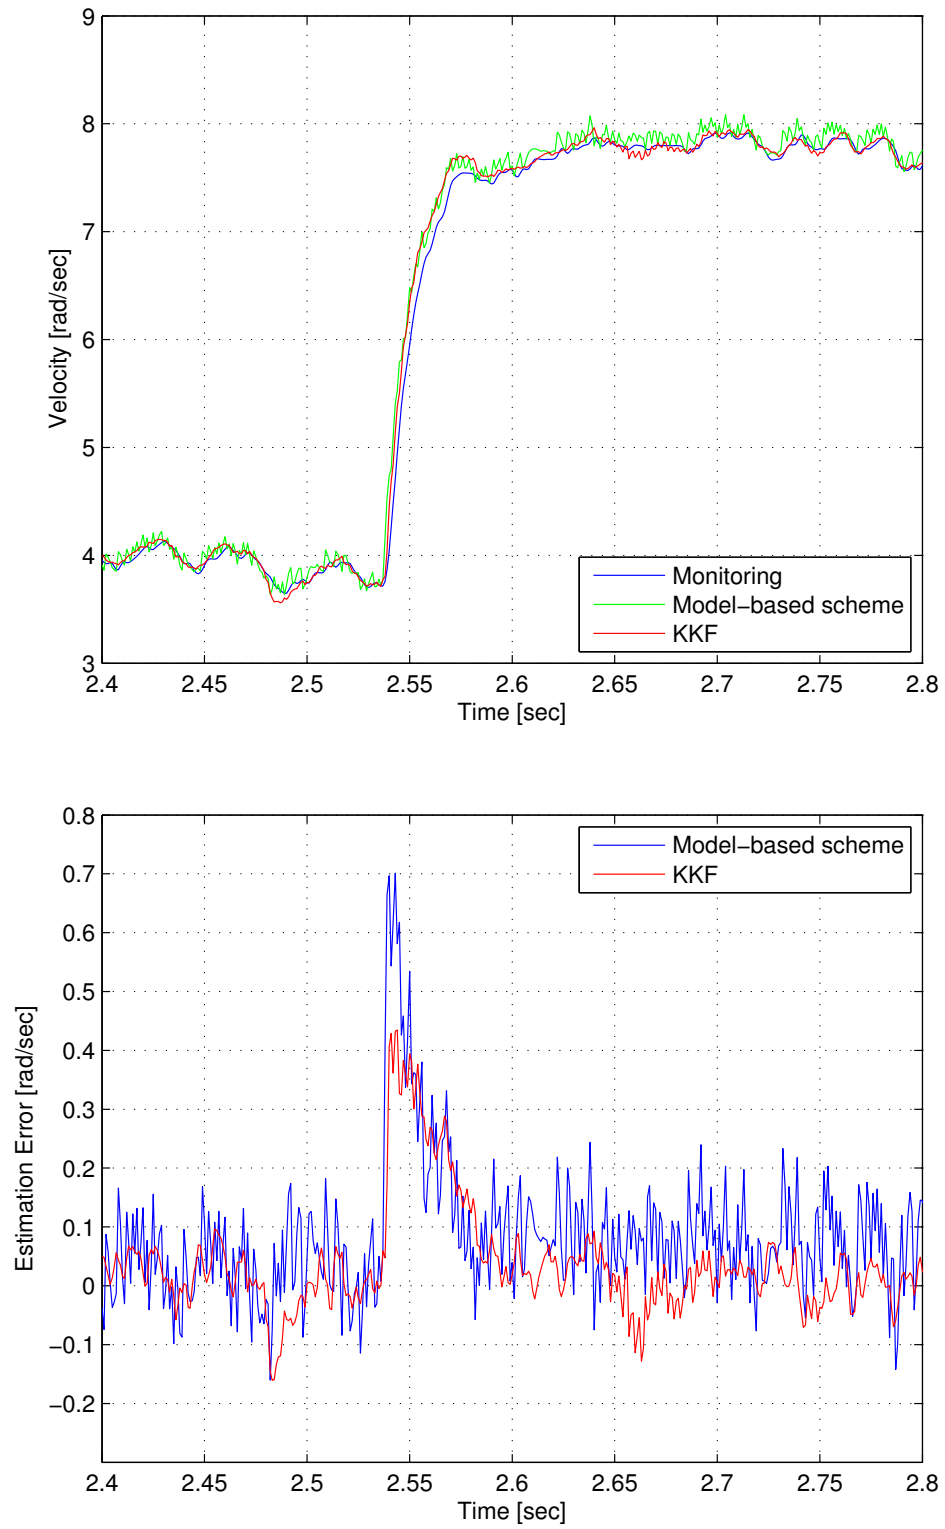 9
8
7
6
5
4
3
Velocity [rad/sec]
Monitoring
Model-based scheme
KKF
2.4 2.45 2.5 2.55 2.6 2.65 2.7 2.75 2.8
Time [sec]
0.8
0.7
0.6
0.5
0.4
0.3
0.2
0.1
0
-0.1
-0.2
Estimation Error [rad/sec]
Model-based scheme
KKF
2.4 2.45 2.5 2.55 2.6 2.65 2.7 2.75 2.8
Time [sec]